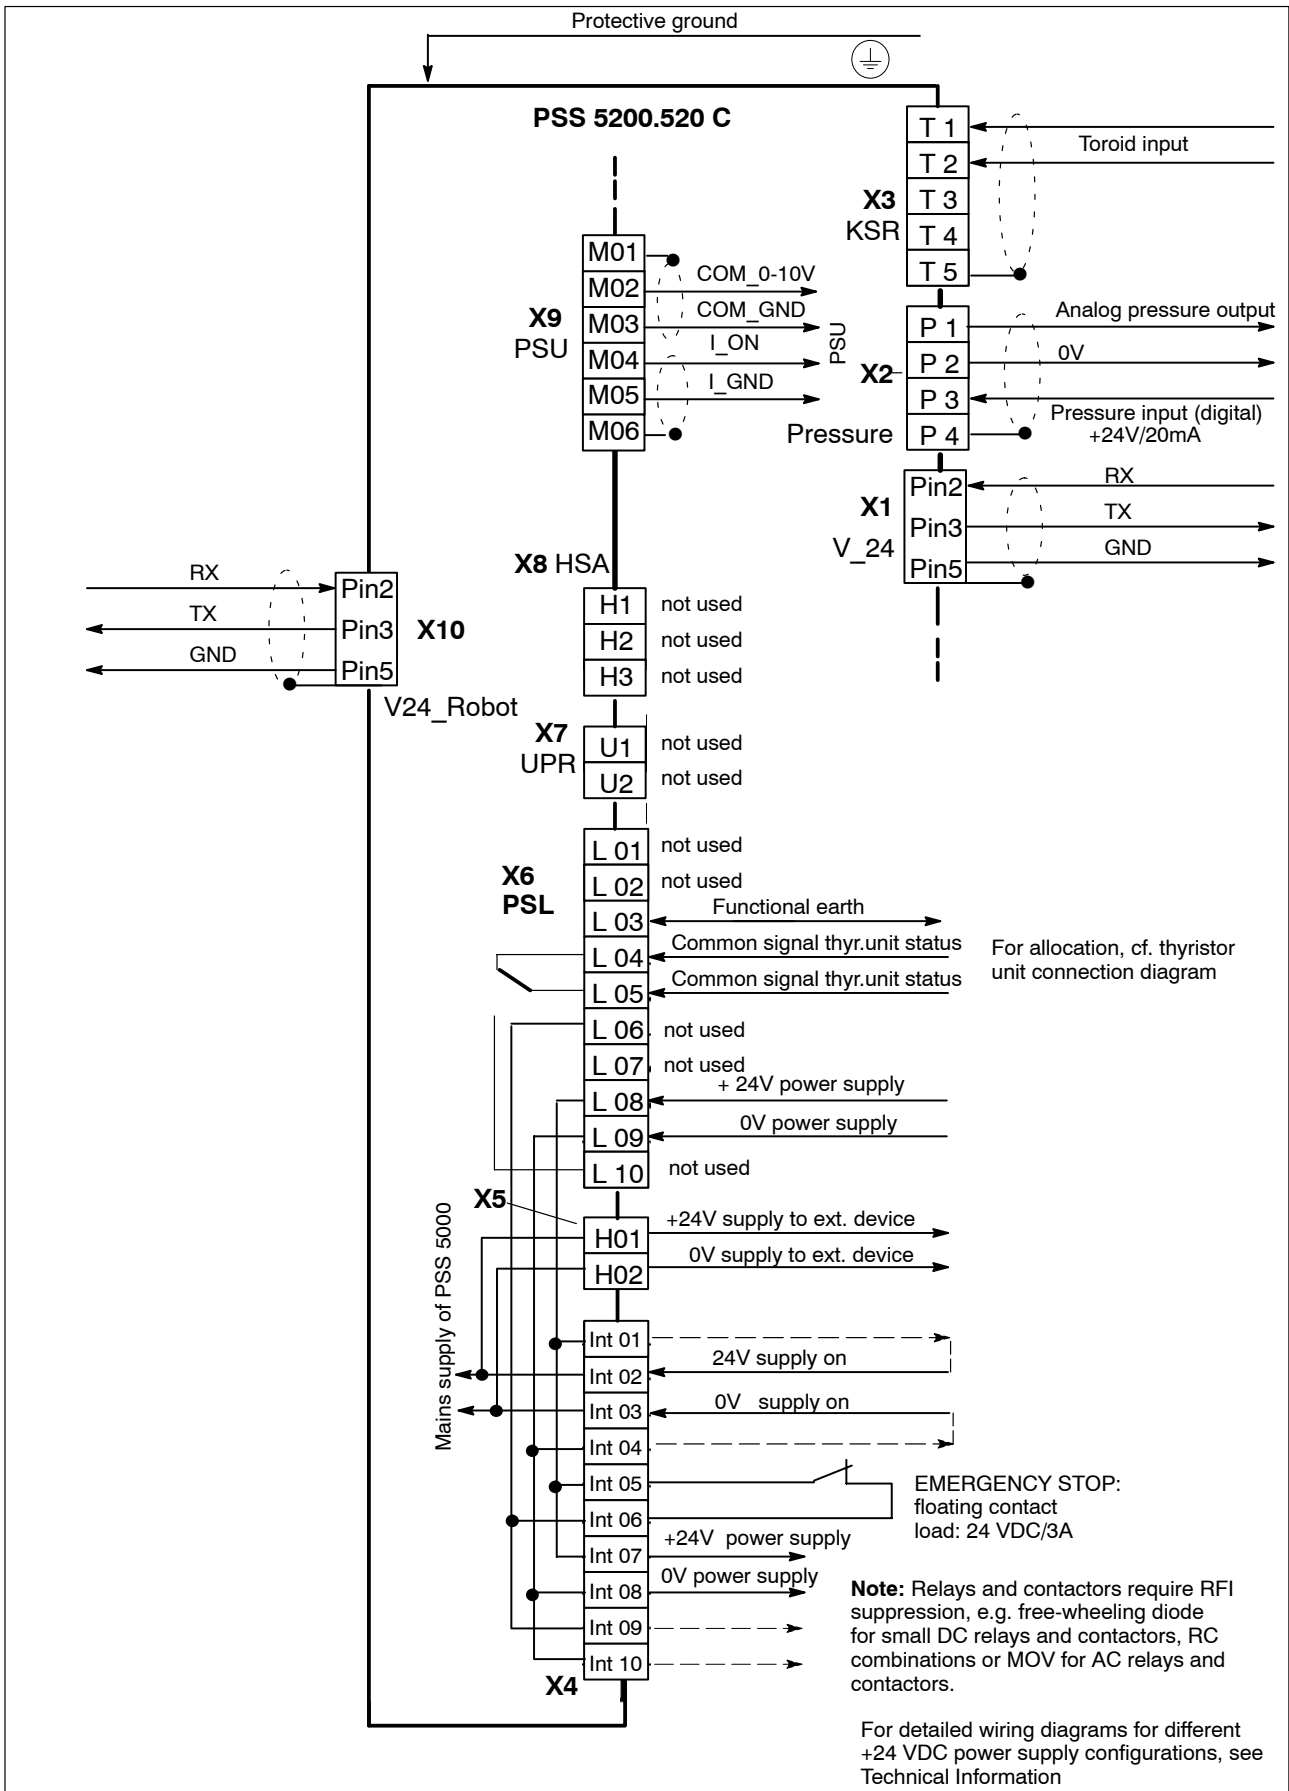 Protective ground
PSS 5200.520 C
T 1
Toroid input
T 2
X3
T 3
KSR
T 4
T 5
M01
M02
COM_0-10V
X9
M03
COM_GND
PSU
M04
I_ON
M05
I_GND
M06
PSU
P 1
Analog pressure output
X2
P 2
0V
P 3
Pressure input (digital)
+24V/20mA
Pressure
P 4
X1
Pin2
RX
V_24
Pin3
TX
Pin5
GND
X8 HSA
RX
Pin2
TX
Pin3
X10
GND
Pin5
V24_Robot
H1
not used
H2
not used
H3
not used
X7
UPR
U1
not used
U2
not used
X6
PSL
L 01
not used
L 02
not used
L 03
Functional earth
L 04
Common signal thyr.unit status
L 05
Common signal thyr.unit status
For allocation, cf. thyristor
unit connection diagram
L 06
not used
L 07
not used
L 08
+ 24V power supply
L 09
0V power supply
L 10
not used
X5
H01
+24V supply to ext. device
H02
0V supply to ext. device
Mains supply of PSS 5000
Int 01
Int 02
24V supply on
Int 03
0V supply on
Int 04
Int 05
Int 06
EMERGENCY STOP:
floating contact
load: 24 VDC/3A
Int 07
+24V power supply
Int 08
0V power supply
Int 09
Int 10
X4
Note: Relays and contactors require RFI
suppression, e.g. free-wheeling diode
for small DC relays and contactors, RC
combinations or MOV for AC relays and
contactors.
For detailed wiring diagrams for different
+24 VDC power supply configurations, see
Technical Information